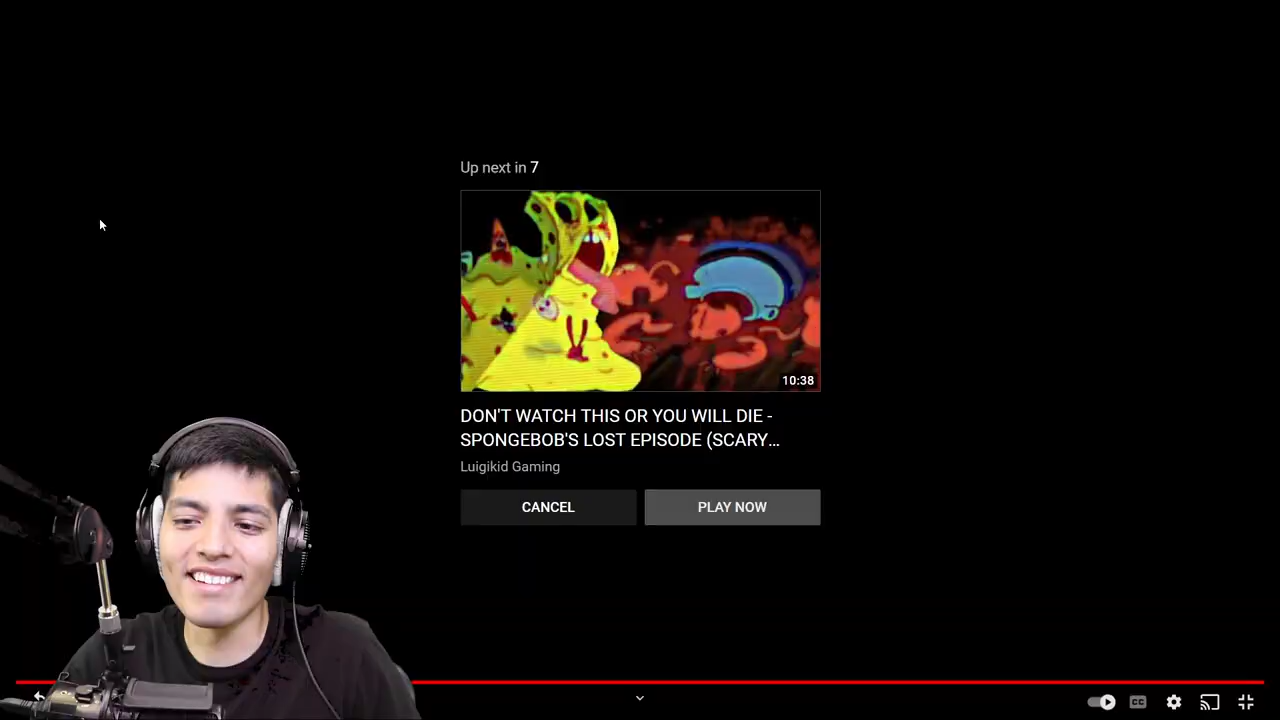 Up next in 7
10:38
DON'T WATCH THIS OR YOU WILL DIE -
SPONGEBOB'S LOST EPISODE (SCARY...
Luigikid Gaming
CANCEL
PLAY NOW
CC